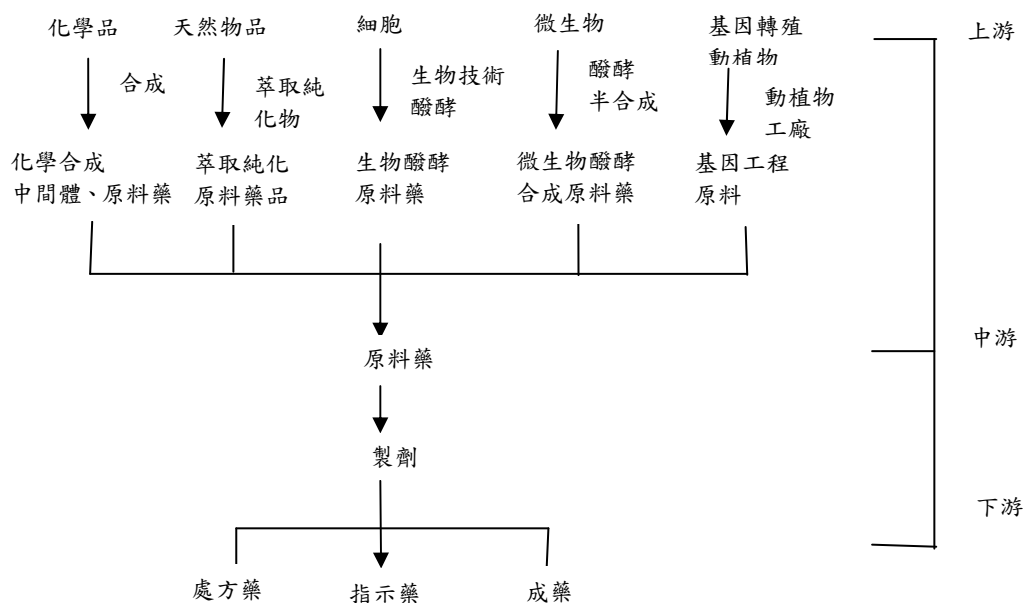 化學品
天然物品
細胞
微生物
基因轉殖
動植物
上游
合成
萃取純
化物
生物技術
醱酵
醱酵
半合成
動植物
工廠
化學合成
中間體、原料藥
萃取純化
原料藥品
生物醱酵
原料藥
微生物醱酵
合成原料藥
基因工程
原料
中游
原料藥
製劑
下游
處方藥
指示藥
成藥